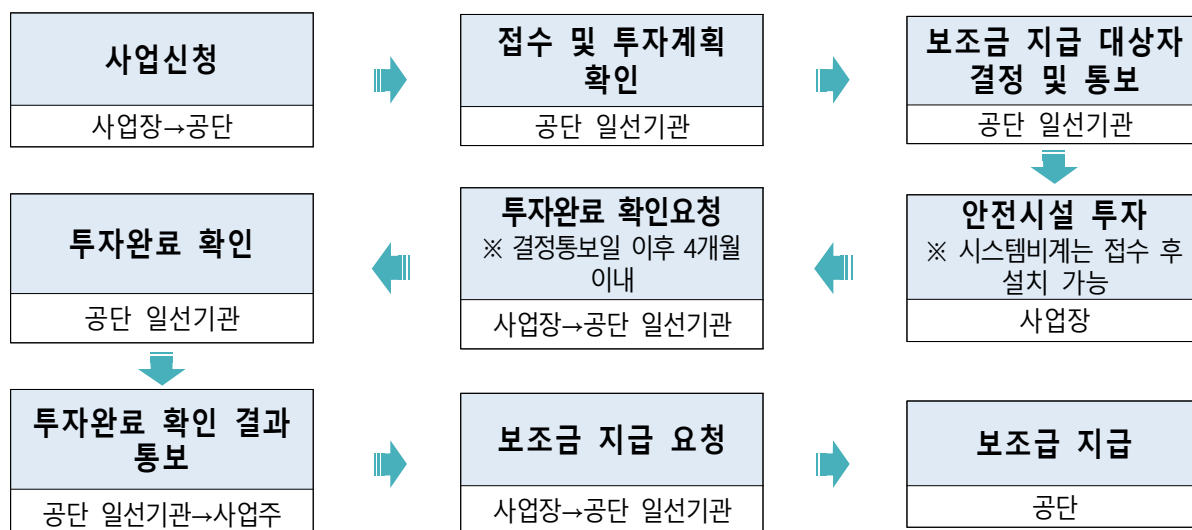 사업신청
사업장→공단
접수 및 투자계획
확인
공단 일선기관
보조금 지급 대상자
결정 및 통보
공단 일선기관
안전시설 투자
※ 시스템비계는 접수 후
설치 가능
사업장
투자완료 확인요청
※ 결정통보일 이후 4개월
이내
사업장→공단 일선기관
투자완료 확인
공단 일선기관
투자완료 확인 결과
통보
공단 일선기관→사업주
보조금 지급 요청
사업장→공단 일선기관
보조급 지급
공단